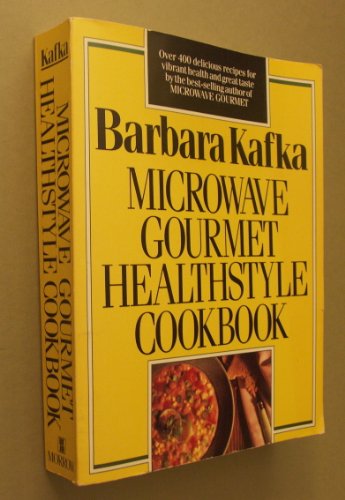 Over 400 delicious recipes for
vibrant health and great taste
by the best-selling author of
MICROWAVE GOURMET
Barbara Kafka
MICROWAVE
GOURMET
HEALTHSTYLE
COOKBOOK
Kafka
MICROWAVE GOURMET
HEALTHSTYLE COOKBOOK
MORROW